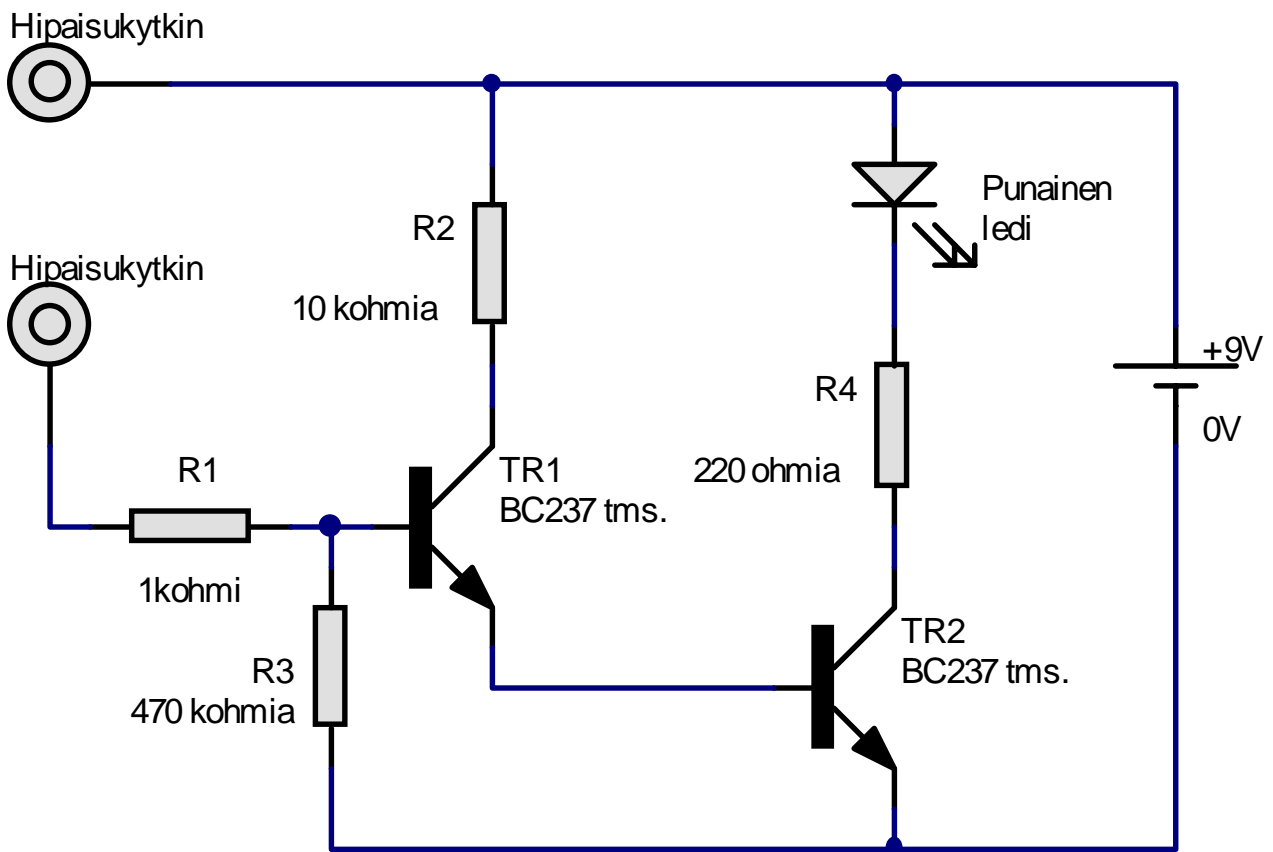 Hipaisukytkin
Punainen
ledi
R2
10 kohmia
Hipaisukytkin
+9V
0V
R4
220 ohmia
R1
1kohmi
TR1
BC237 tms.
R3
470 kohmia
TR2
BC237 tms.